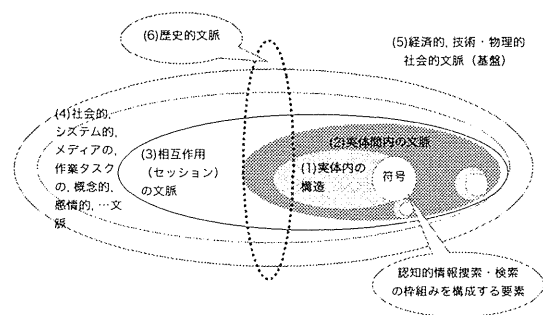 (6)歴史的文脈
(5)経済的, 技術・物理的
社会的文脈（基盤）
(4)社会的,
システム的,
メディアの,
作業タスク
の, 概念的,
感情的, …文
脈
(3)相互作用
（セッション）
の文脈
(2)実体間内の文脈
(1)実体内の
構造
符号
認知的情報捜索・検索
の枠組みを構成する要素